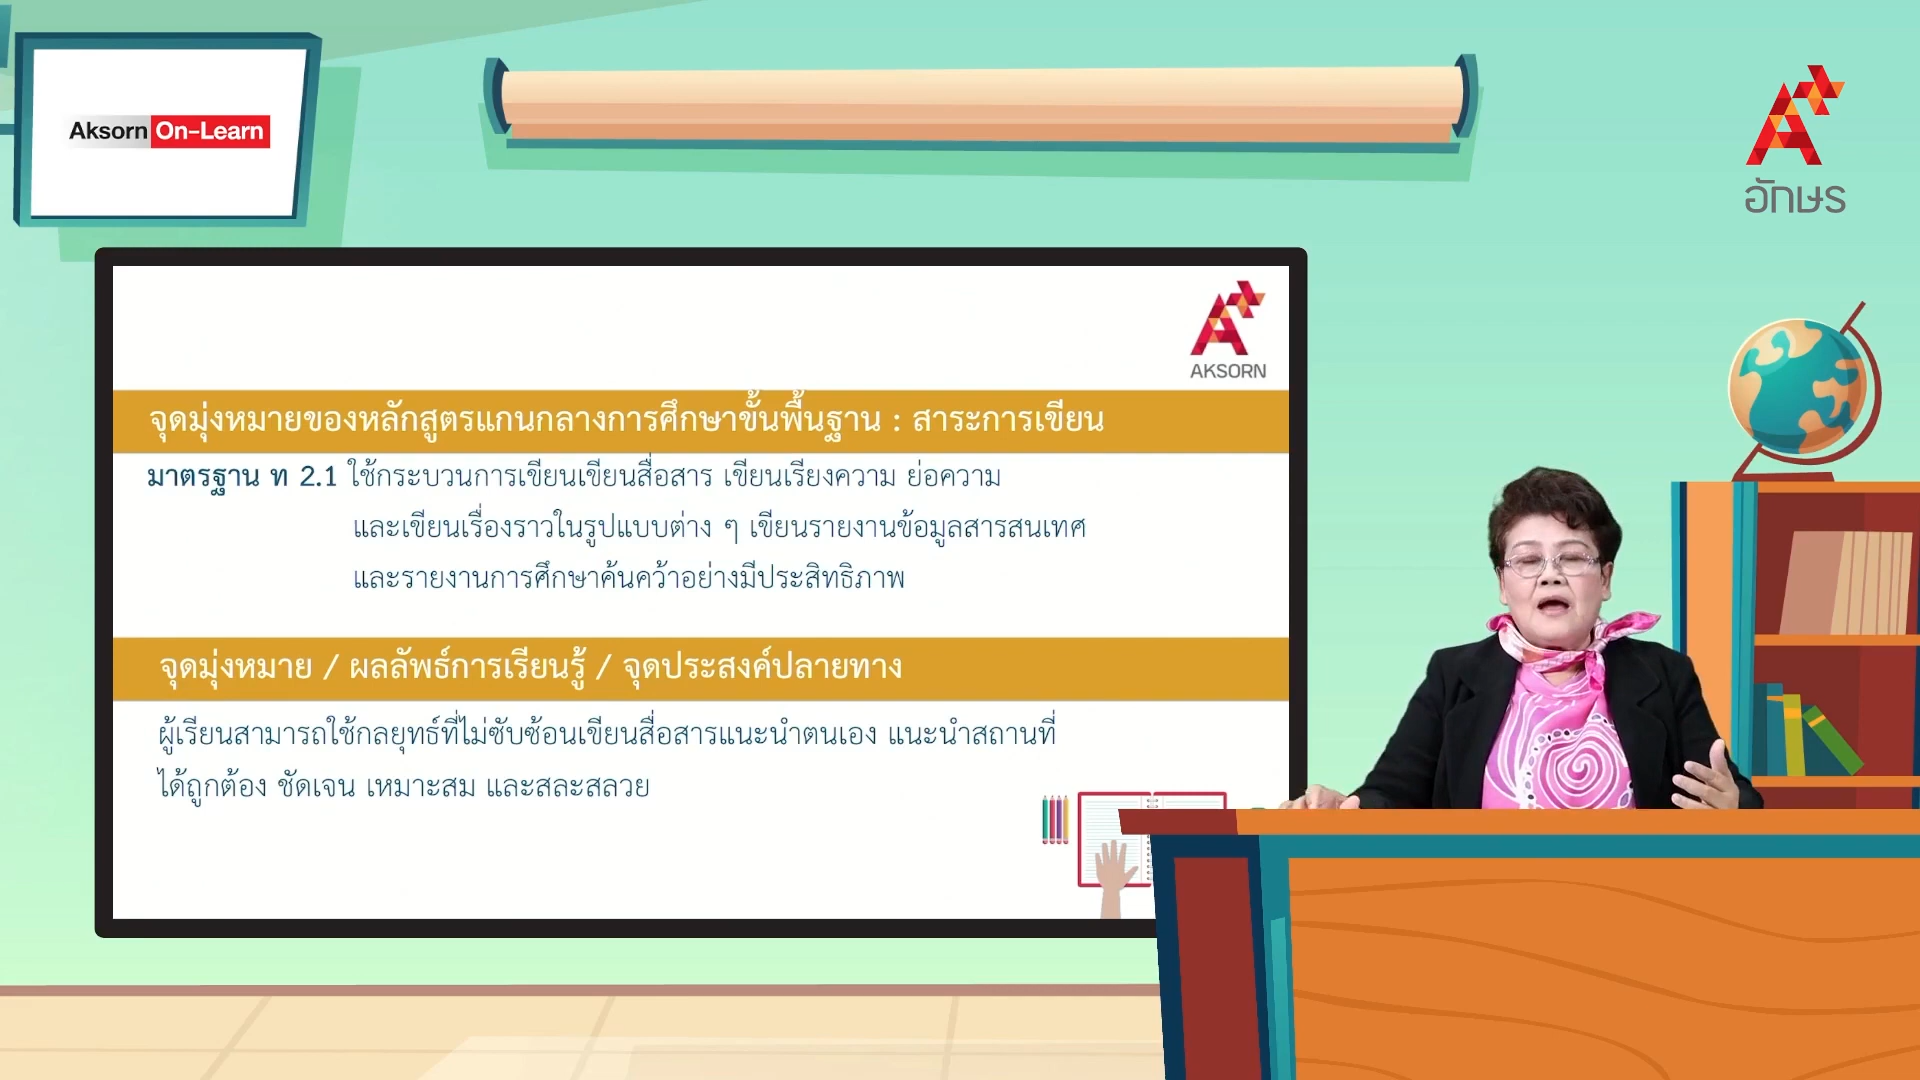 Aksorn On-Learn
อักษร
AKSORN
จุดมุ่งหมายของหลักสูตรแกนกลางการศึกษาขั้นพื้นฐาน : สาระการเขียน
มาตรฐาน ท 2.1 ใช้กระบวนการเขียนเขียนสื่อสาร เขียนเรียงความ ย่อความ
และเขียนเรื่องราวในรูปแบบต่าง ๆ เขียนรายงานข้อมูลสารสนเทศ
และรายงานการศึกษาค้นคว้าอย่างมีประสิทธิภาพ
จุดมุ่งหมาย / ผลลัพธ์การเรียนรู้ / จุดประสงค์ปลายทาง
ผู้เรียนสามารถใช้กลยุทธ์ที่ไม่ซับซ้อนเขียนสื่อสารแนะนำตนเอง แนะนำสถานที่
ได้ถูกต้อง ชัดเจน เหมาะสม และสละสลวย